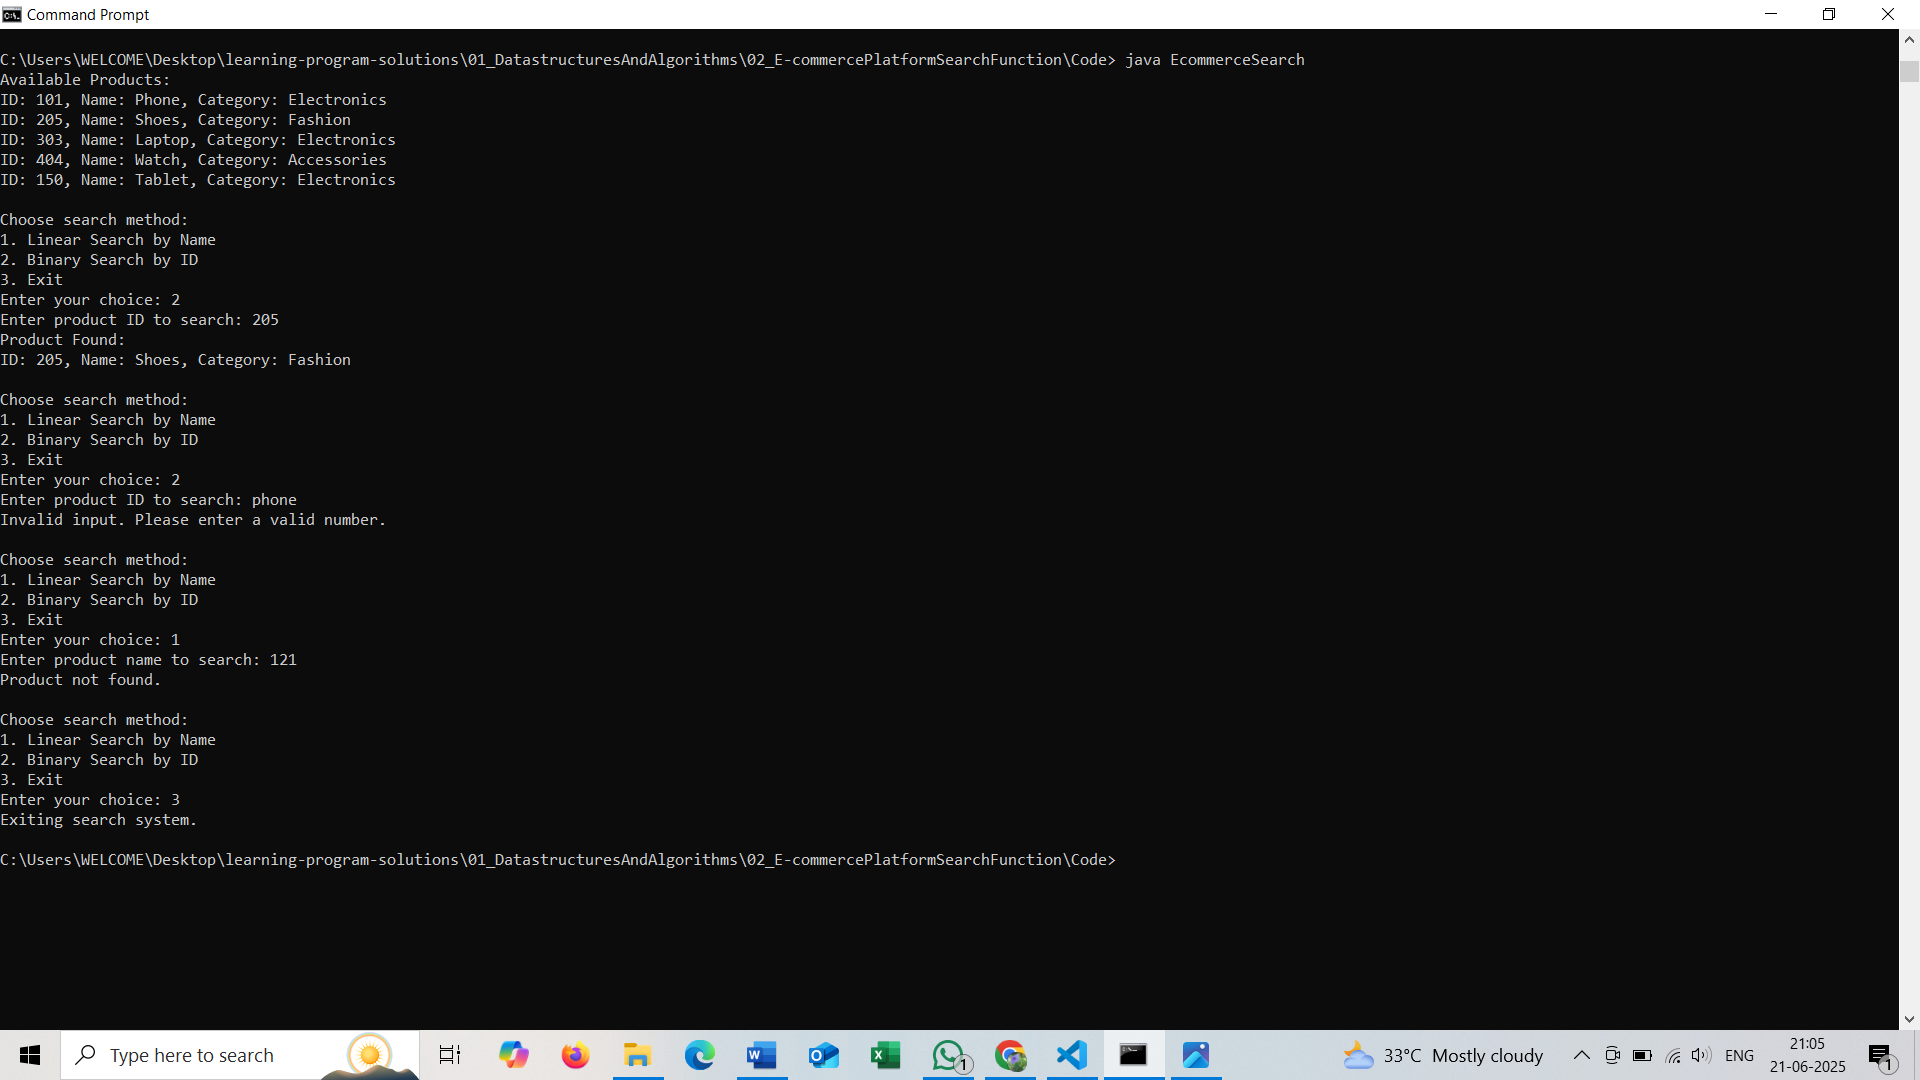 Command Prompt
C:\Users\WELCOME\Desktop\learning-program-solutions\01_DatastructuresAndAlgorithms\02_E-commercePlatformSearchFunction\Code> java EcommerceSearch
Available Products:
ID: 101, Name: Phone, Category: Electronics
ID: 205, Name: Shoes, Category: Fashion
ID: 303, Name: Laptop, Category: Electronics
ID: 404, Name: Watch, Category: Accessories
ID: 150, Name: Tablet, Category: Electronics
Choose search method:
1. Linear Search by Name
2. Binary Search by ID
3. Exit
Enter your choice: 2
Enter product ID to search: 205
Product Found:
ID: 205, Name: Shoes, Category: Fashion
Choose search method:
1. Linear Search by Name
2. Binary Search by ID
3. Exit
Enter your choice: 2
Enter product ID to search: phone
Invalid input. Please enter a valid number.
Choose search method:
1. Linear Search by Name
2. Binary Search by ID
3. Exit
Enter your choice: 1
Enter product name to search: 121
Product not found.
Choose search method:
1. Linear Search by Name
2. Binary Search by ID
3. Exit
Enter your choice: 3
Exiting search system.
C:\Users\WELCOME\Desktop\learning-program-solutions\01_DatastructuresAndAlgorithms\02_E-commercePlatformSearchFunction\Code>
Type here to search
1
33°C Mostly cloudy
ENG
21:05
21-06-2025
1